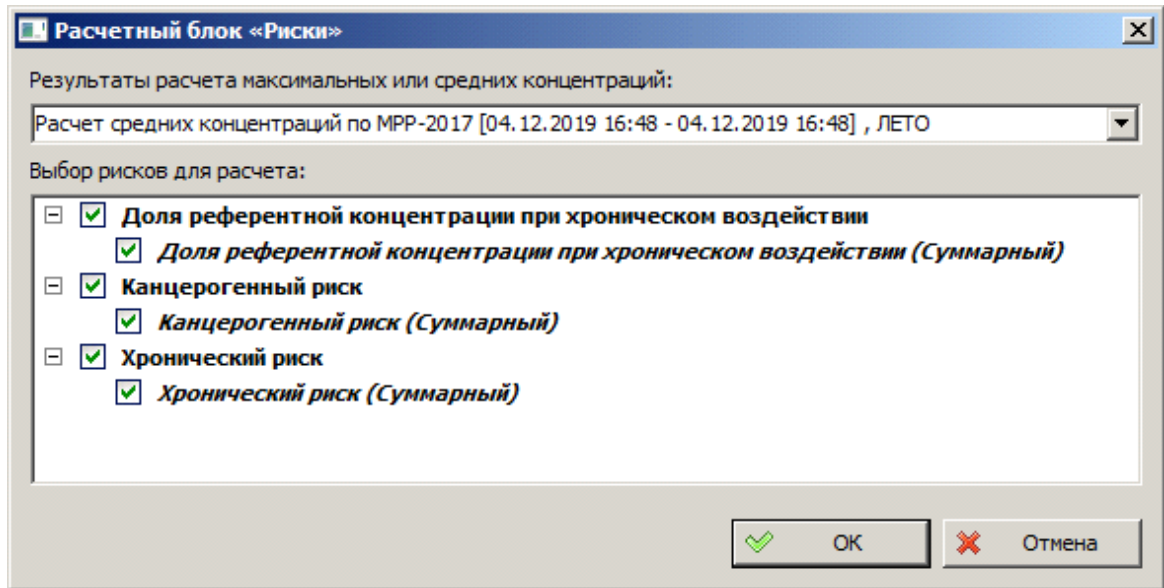 Расчетный блок «Риски»
Результаты расчета максимальных или средних концентраций:
Расчет средних концентраций по МРР-2017 [04.12.2019 16:48 - 04.12.2019 16:48] , ЛЕТО
Выбор рисков для расчета:
Доля референтной концентрации при хроническом воздействии
Доля референтной концентрации при хроническом воздействии (Суммарный)
Канцерогенный риск
Канцерогенный риск (Суммарный)
Хронический риск
Хронический риск (Суммарный)
ОК
Отмена